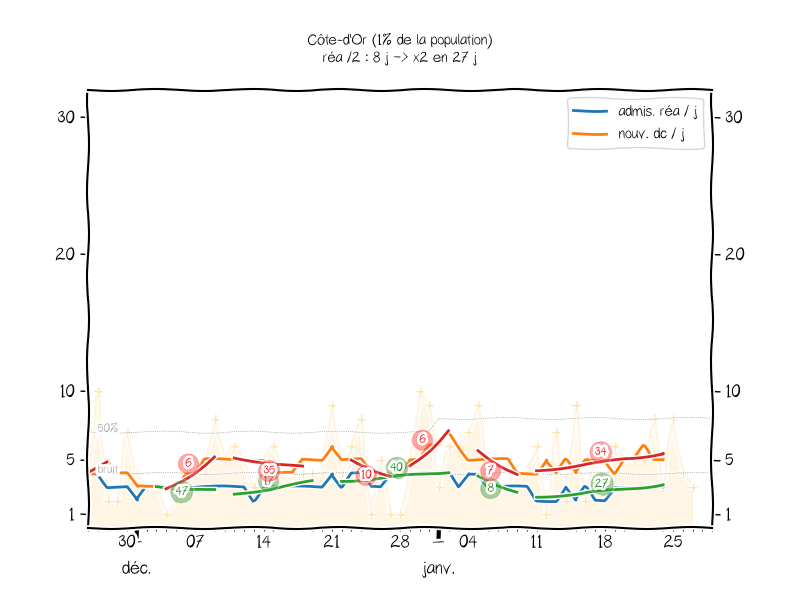 Côte-d'Or (1% de la population)
réa /2 : 8 j -> x2 en 27 j
admis. réa / j
nouv. dc / j
30 30
20 20
10 10
50%
6 6 34
5 5
bruit 35 10 40 7
17
47 8 27
1 1
30 07 14 21 28 04 11 18 25
déc. janv.